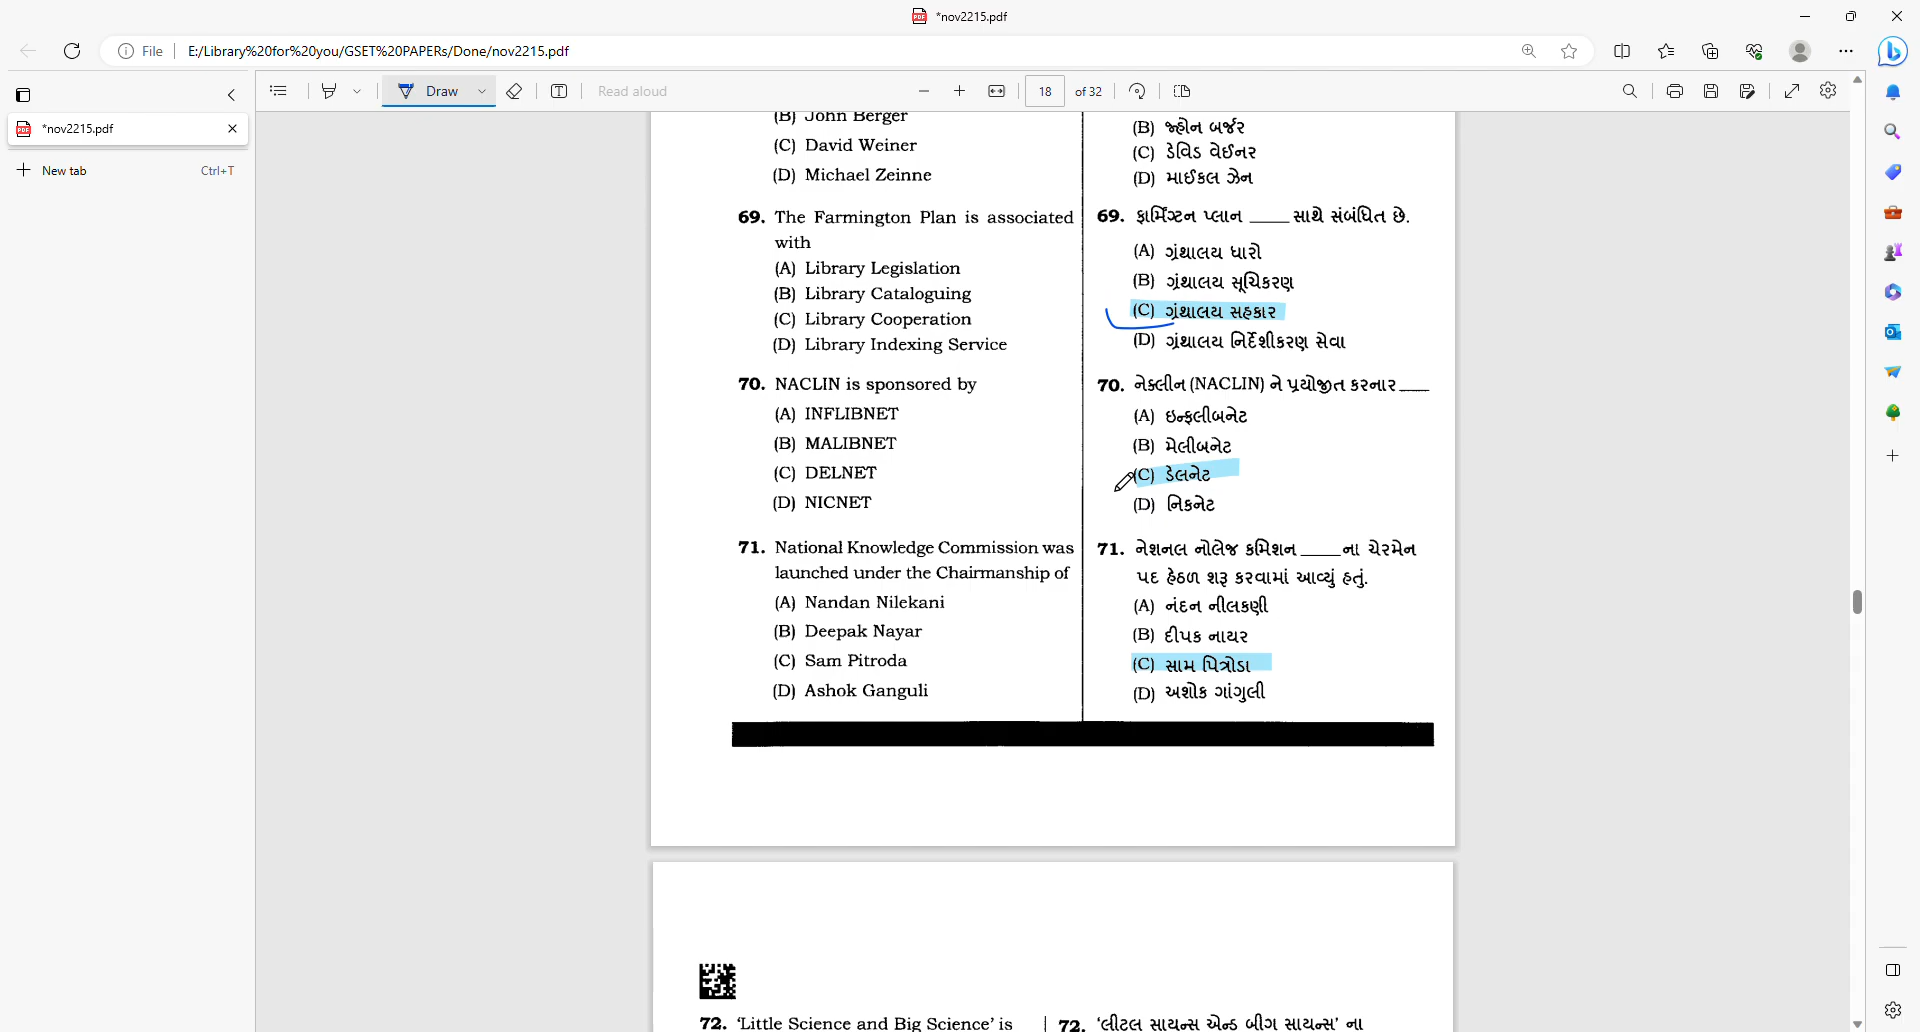 *nov2215.pdf
File
E:/Library%20for%20you/GSET%20PAPERs/Done/nov2215.pdf
Draw
Read aloud
18 of 32
*nov2215.pdf
New tab Ctrl+T
(B) John Berger
(C) David Weiner
(D) Michael Zeinne
69. The Farmington Plan is associated
with
(A) Library Legislation
(B) Library Cataloguing
(C) Library Cooperation
(D) Library Indexing Service
70. NACLIN is sponsored by
(A) INFLIBNET
(B) MALIBNET
(C) DELNET
(D) NICNET
71. National Knowledge Commission was
launched under the Chairmanship of
(A) Nandan Nilekani
(B) Deepak Nayar
(C) Sam Pitroda
(D) Ashok Ganguli
(B) જ્હોન બર્જર
(C) ડેવિડ વેઈનર
(D) માઈકલ ઝેન
69. ફાર્મિંગ્ટન પ્લાન ____ સાથે સંબંધિત છે.
(A) ગ્રંથાલય ધારો
(B) ગ્રંથાલય સૂચિકરણ
(C) ગ્રંથાલય સહકાર
(D) ગ્રંથાલય નિર્દેશીકરણ સેવા
70. નેક્લીન (NACLIN) ને પ્રયોજીત કરનાર ____
(A) ઇન્ફલીબનેટ
(B) મેલીબનેટ
(C) ડેલનેટ
(D) નિકનેટ
71. નેશનલ નોલેજ કમિશન ____ ના ચેરમેન
પદ હેઠળ શરૂ કરવામાં આવ્યું હતું.
(A) નંદન નીલકણી
(B) દીપક નાયર
(C) સામ પિત્રોડા
(D) અશોક ગાંગુલી
72. 'Little Science and Big Science' is
72. 'લીટલ સાયન્સ એન્ડ બીગ સાયન્સ' ના